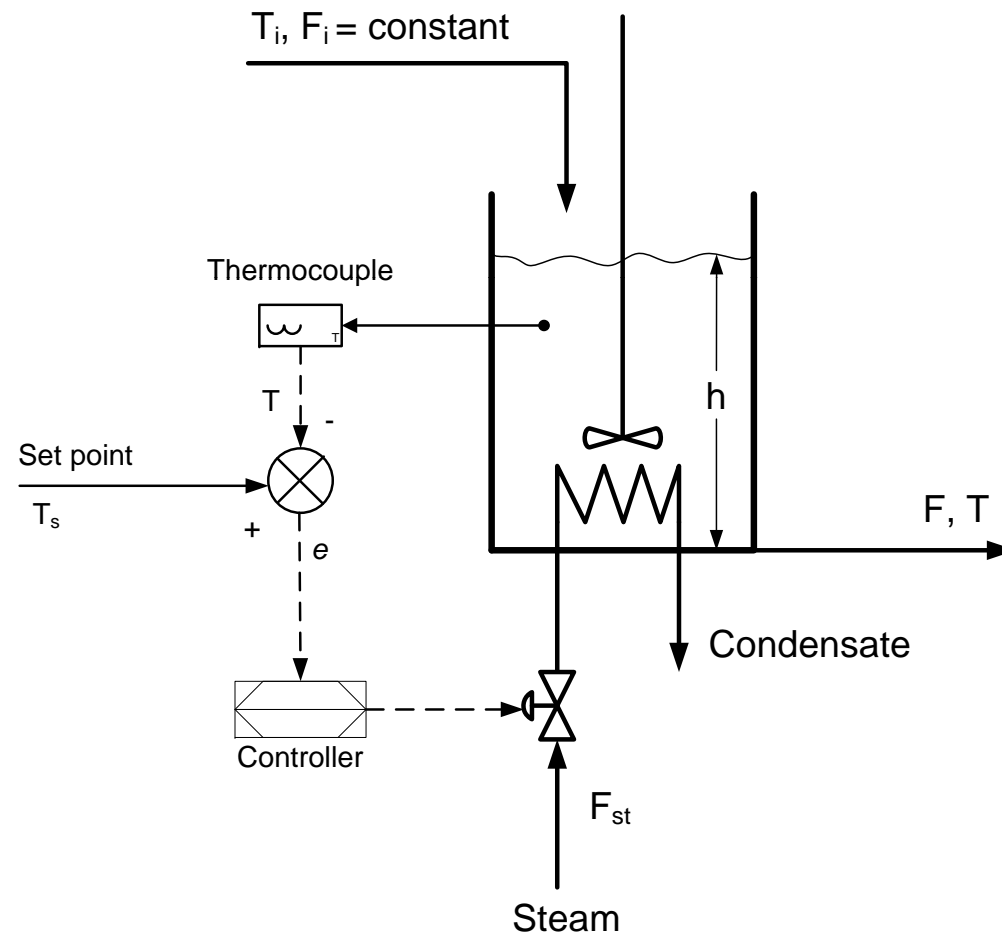 Tᵢ, Fᵢ = constant
Thermocouple
T
T
-
Set point
Tₛ
+
e
h
F, T
Condensate
Controller
Fₛₜ
Steam